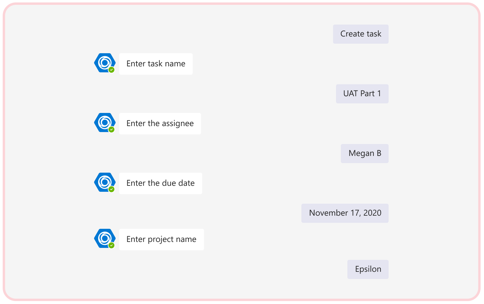 Create task
Enter task name
UAT Part 1
Enter the assignee
Megan B
Enter the due date
November 17, 2020
Enter project name
Epsilon